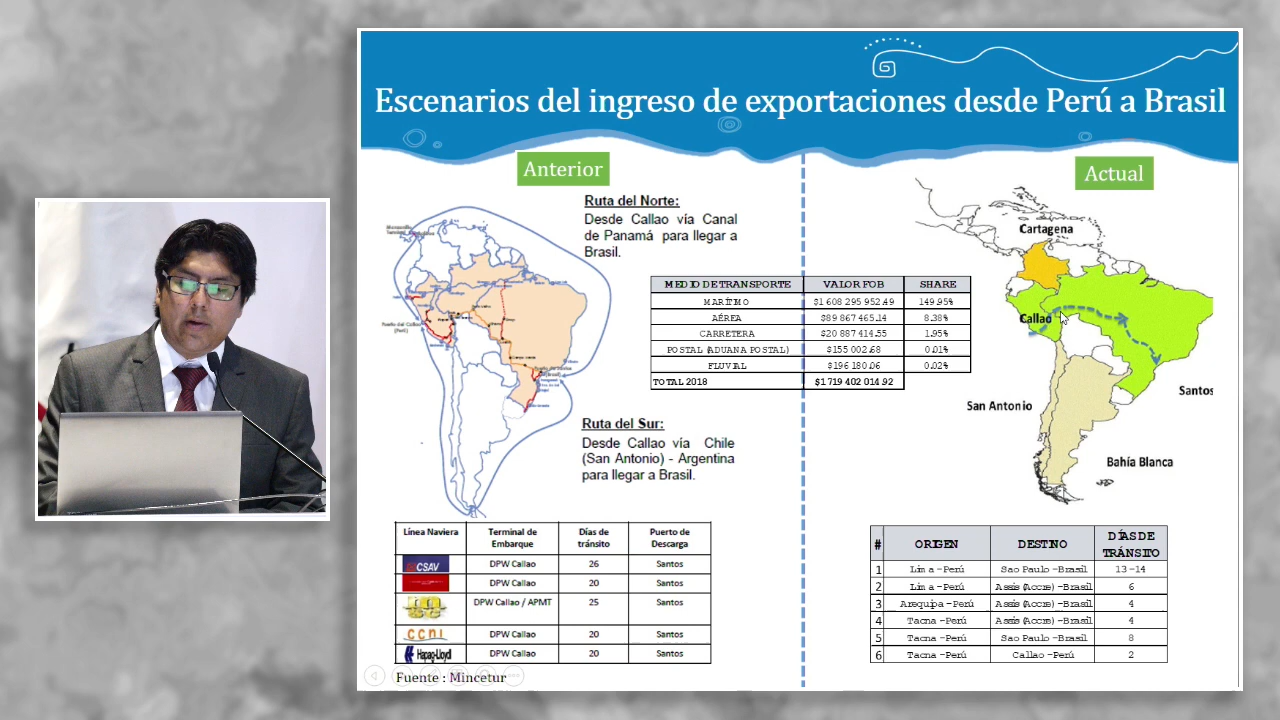 Escenarios del ingreso de exportaciones desde Perú a Brasil
Anterior
Ruta del Norte:
Desde Callao vía Canal
de Panamá para llegar a
Brasil.
Ruta del Sur:
Desde Callao vía Chile
(San Antonio) - Argentina
para llegar a Brasil.
MEDIO DE TRANSPORTE VALOR FOB SHARE
MARÍTIMO $1 608 295 952.49 149.95%
AÉREA $89 867 465.14 8.38%
CARRETERA $20 887 414.55 1.95%
POSTAL (ADUANA POSTAL) $155 002.68 0.01%
FLUVIAL $196 180.06 0.02%
TOTAL 2018 $1 719 402 014.92
Línea Naviera Terminal de Embarque Días de tránsito Puerto de Descarga
CSAV DPW Callao 26 Santos
DPW Callao 20 Santos
DPW Callao / APMT 25 Santos
ccni DPW Callao 20 Santos
Hapag-Lloyd DPW Callao 20 Santos
Fuente : Mincetur
Actual
Cartagena
Callao
Santos
San Antonio
Bahía Blanca
# ORIGEN DESTINO DÍAS DE TRÁNSITO
1 Lima -Perú Sao Paulo -Brasil 13 -14
2 Lima -Perú Assis (Accre) -Brasil 6
3 Arequipa -Perú Assis (Accre) -Brasil 4
4 Tacna -Perú Assis (Accre) -Brasil 4
5 Tacna -Perú Sao Paulo -Brasil 8
6 Tacna -Perú Callao -Perú 2